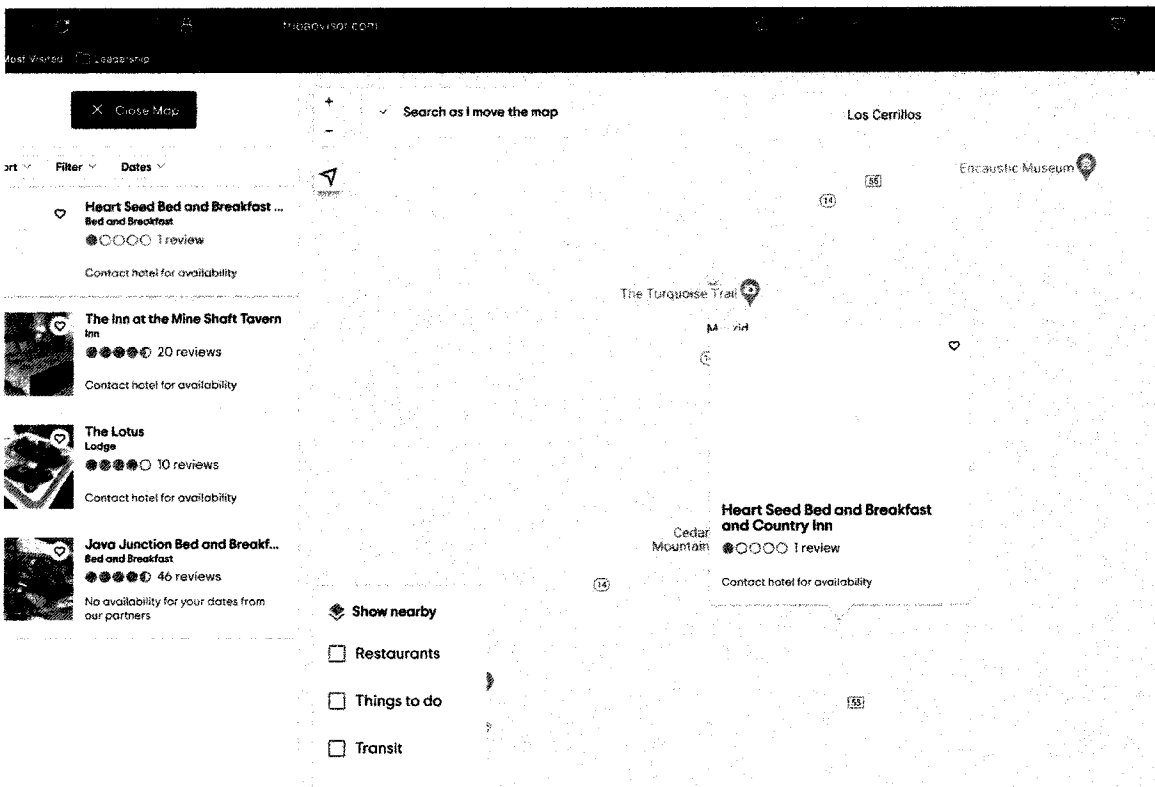 tripadvisor.com
Most Visited Leadership
Close Map
Search as I move the map
Los Cerrillos
Filter
Dates
Encaustic Museum
55
14
Heart Seed Bed and Breakfast ...
Bed and Breakfast
1 review
Contact hotel for availability
The Turquoise Trail
The Inn at the Mine Shaft Tavern
Inn
20 reviews
Contact hotel for availability
The Lotus
Lodge
10 reviews
Contact hotel for availability
Heart Seed Bed and Breakfast
and Country Inn
1 review
Contact hotel for availability
Cedar
Mountain
Java Junction Bed and Breakf...
Bed and Breakfast
46 reviews
No availability for your dates from
our partners
14
Show nearby
Restaurants
Things to do
Transit
55